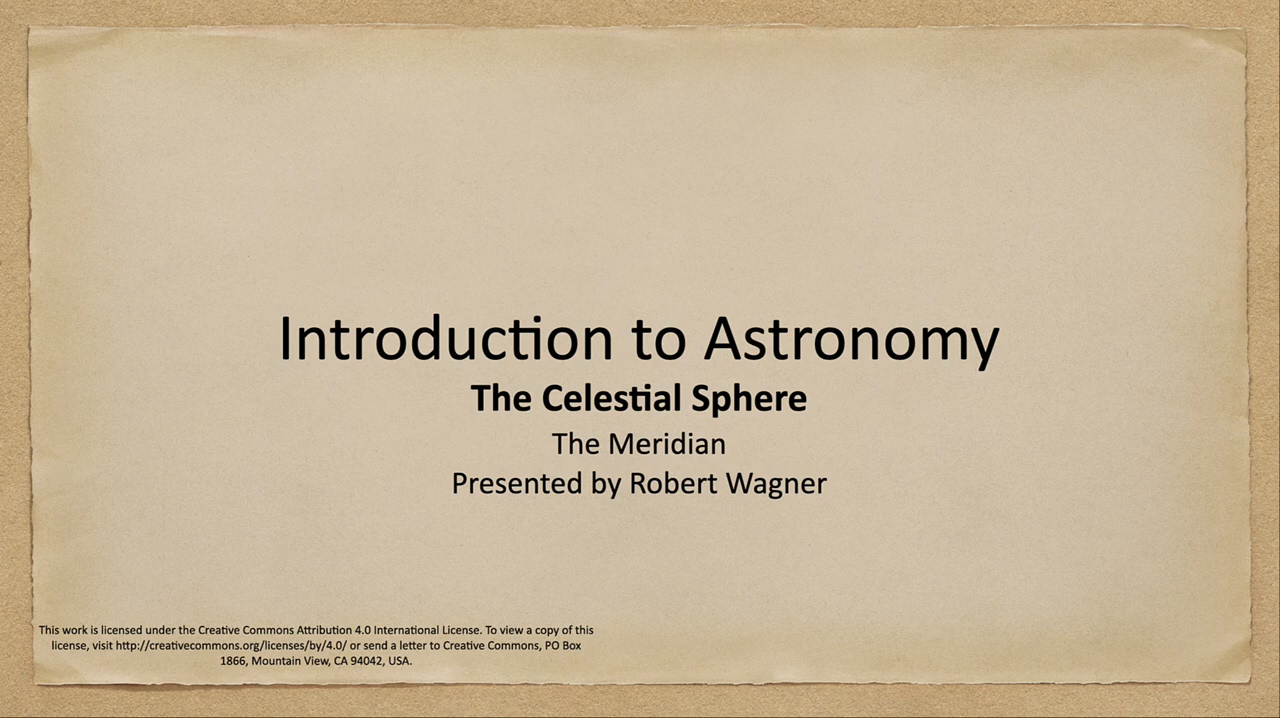 Introduction to Astronomy
The Celestial Sphere
The Meridian
Presented by Robert Wagner
This work is licensed under the Creative Commons Attribution 4.0 International License. To view a copy of this
license, visit http://creativecommons.org/licenses/by/4.0/ or send a letter to Creative Commons, PO Box
1866, Mountain View, CA 94042, USA.